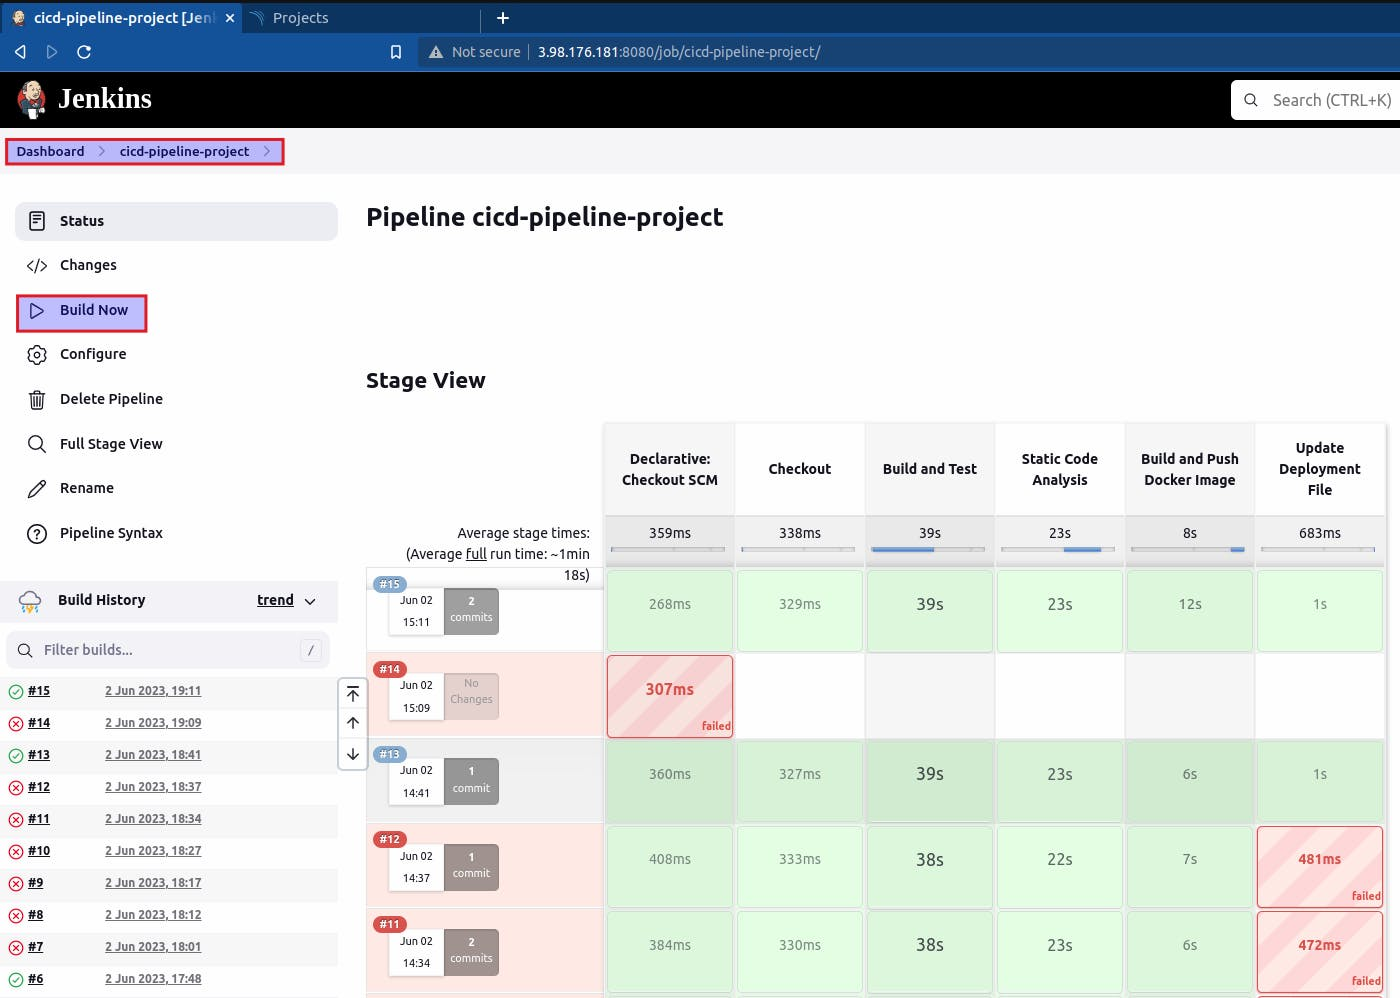 cicd-pipeline-project [Jen
Projects
Not secure
3.98.176.181:8080/job/cicd-pipeline-project/
Jenkins
Search (CTRL+K)
Dashboard
cicd-pipeline-project
Status
Changes
Build Now
Configure
Delete Pipeline
Full Stage View
Rename
Pipeline Syntax
Build History
trend
Filter builds...
/
#15 2 Jun 2023, 19:11
#14 2 Jun 2023, 19:09
#13 2 Jun 2023, 18:41
#12 2 Jun 2023, 18:37
#11 2 Jun 2023, 18:34
#10 2 Jun 2023, 18:27
#9 2 Jun 2023, 18:17
#8 2 Jun 2023, 18:12
#7 2 Jun 2023, 18:01
#6 2 Jun 2023, 17:48
Pipeline cicd-pipeline-project
Stage View
Declarative:
Checkout SCM
Checkout
Build and Test
Static Code
Analysis
Build and Push
Docker Image
Update
Deployment
File
Average stage times:
(Average full run time: ~1min
18s)
359ms 338ms 39s 23s 8s 683ms
#15
Jun 02
15:11
2
commits
268ms 329ms 39s 23s 12s 1s
#14
Jun 02
15:09
No
Changes
307ms
failed
#13
Jun 02
14:41
1
commit
360ms 327ms 39s 23s 6s 1s
#12
Jun 02
14:37
1
commit
408ms 333ms 38s 22s 7s 481ms
failed
#11
Jun 02
14:34
2
commits
384ms 330ms 38s 23s 6s 472ms
failed